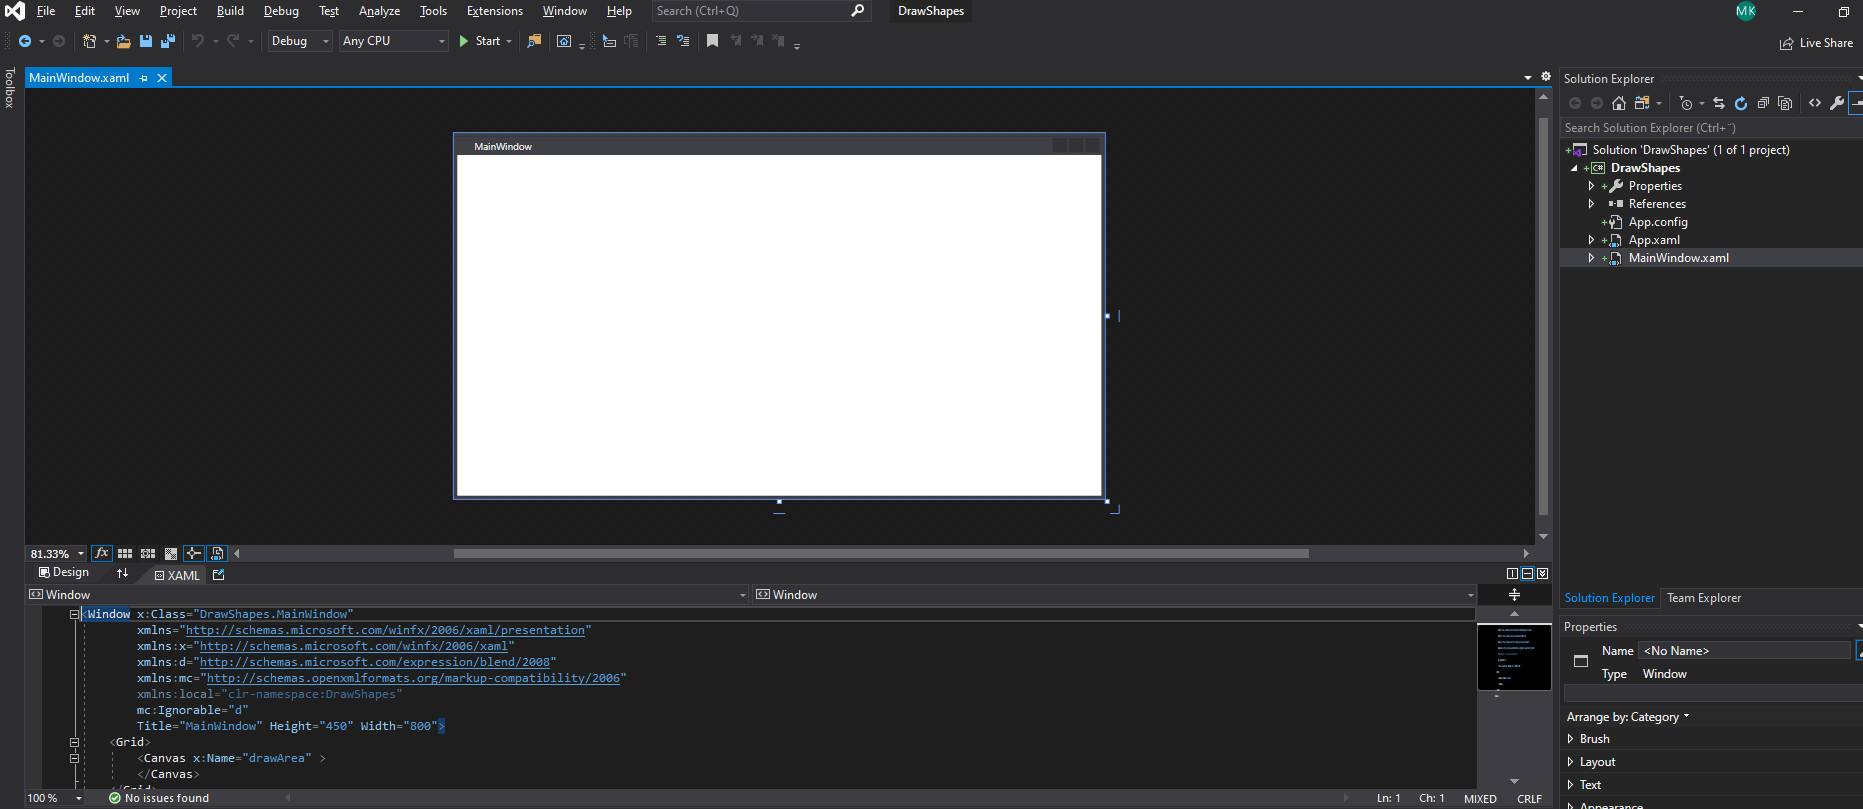 File Edit View Project Build Debug Test Analyze Tools Extensions Window Help Search (Ctrl+Q) DrawShapes MK
Debug Any CPU Start Live Share
Toolbox
MainWindow.xaml
MainWindow
81.33% fx
Design XAML
Window Window
<Window x:Class="DrawShapes.MainWindow"
xmlns="http://schemas.microsoft.com/winfx/2006/xaml/presentation"
xmlns:x="http://schemas.microsoft.com/winfx/2006/xaml"
xmlns:d="http://schemas.microsoft.com/expression/blend/2008"
xmlns:mc="http://schemas.openxmlformats.org/markup-compatibility/2006"
xmlns:local="clr-namespace:DrawShapes"
mc:Ignorable="d"
Title="MainWindow" Height="450" Width="800">
<Grid>
<Canvas x:Name="drawArea" >
</Canvas>
</Grid>
100 % No issues found Ln: 1 Ch: 1 MIXED CRLF
Solution Explorer
Search Solution Explorer (Ctrl+¨)
Solution 'DrawShapes' (1 of 1 project)
C# DrawShapes
Properties
References
App.config
App.xaml
MainWindow.xaml
Solution Explorer Team Explorer
Properties
Name <No Name>
Type Window
Arrange by: Category
Brush
Layout
Text
Appearance